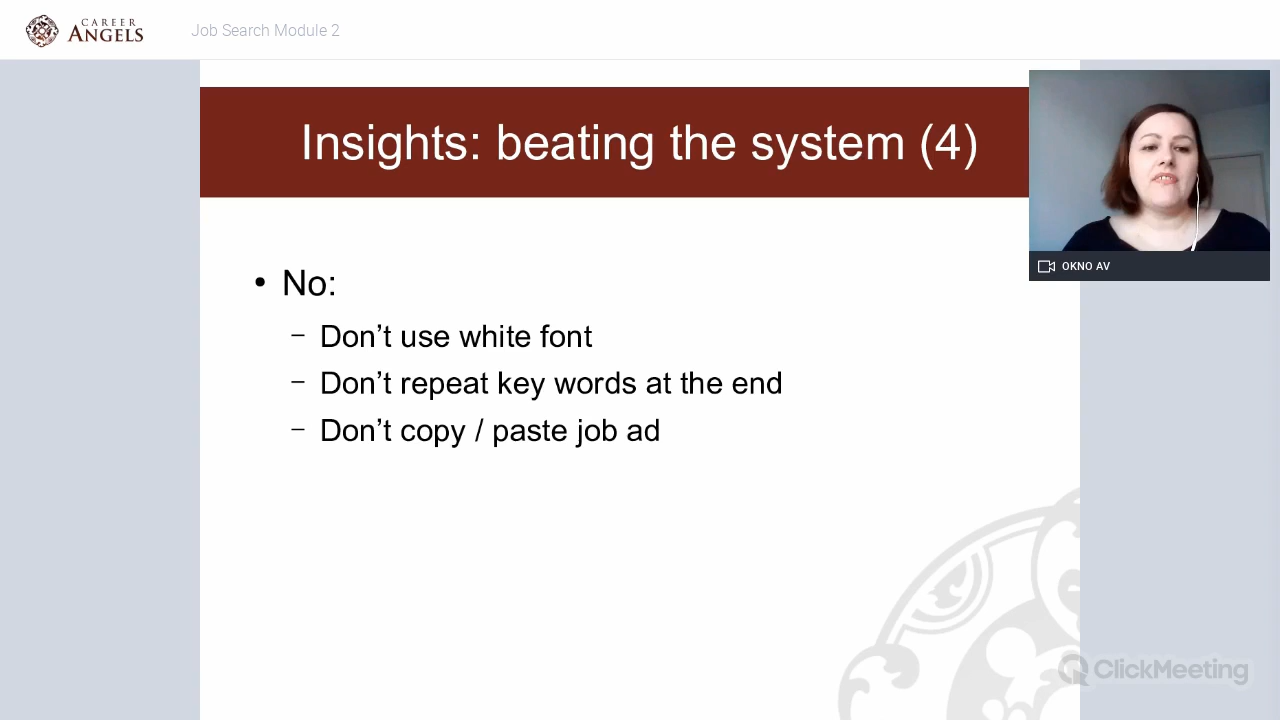 CAREER
ANGELS
Job Search Module 2
Insights: beating the system (4)
OKNO AV
• No:
– Don’t use white font
– Don’t repeat key words at the end
– Don’t copy / paste job ad
ClickMeeting